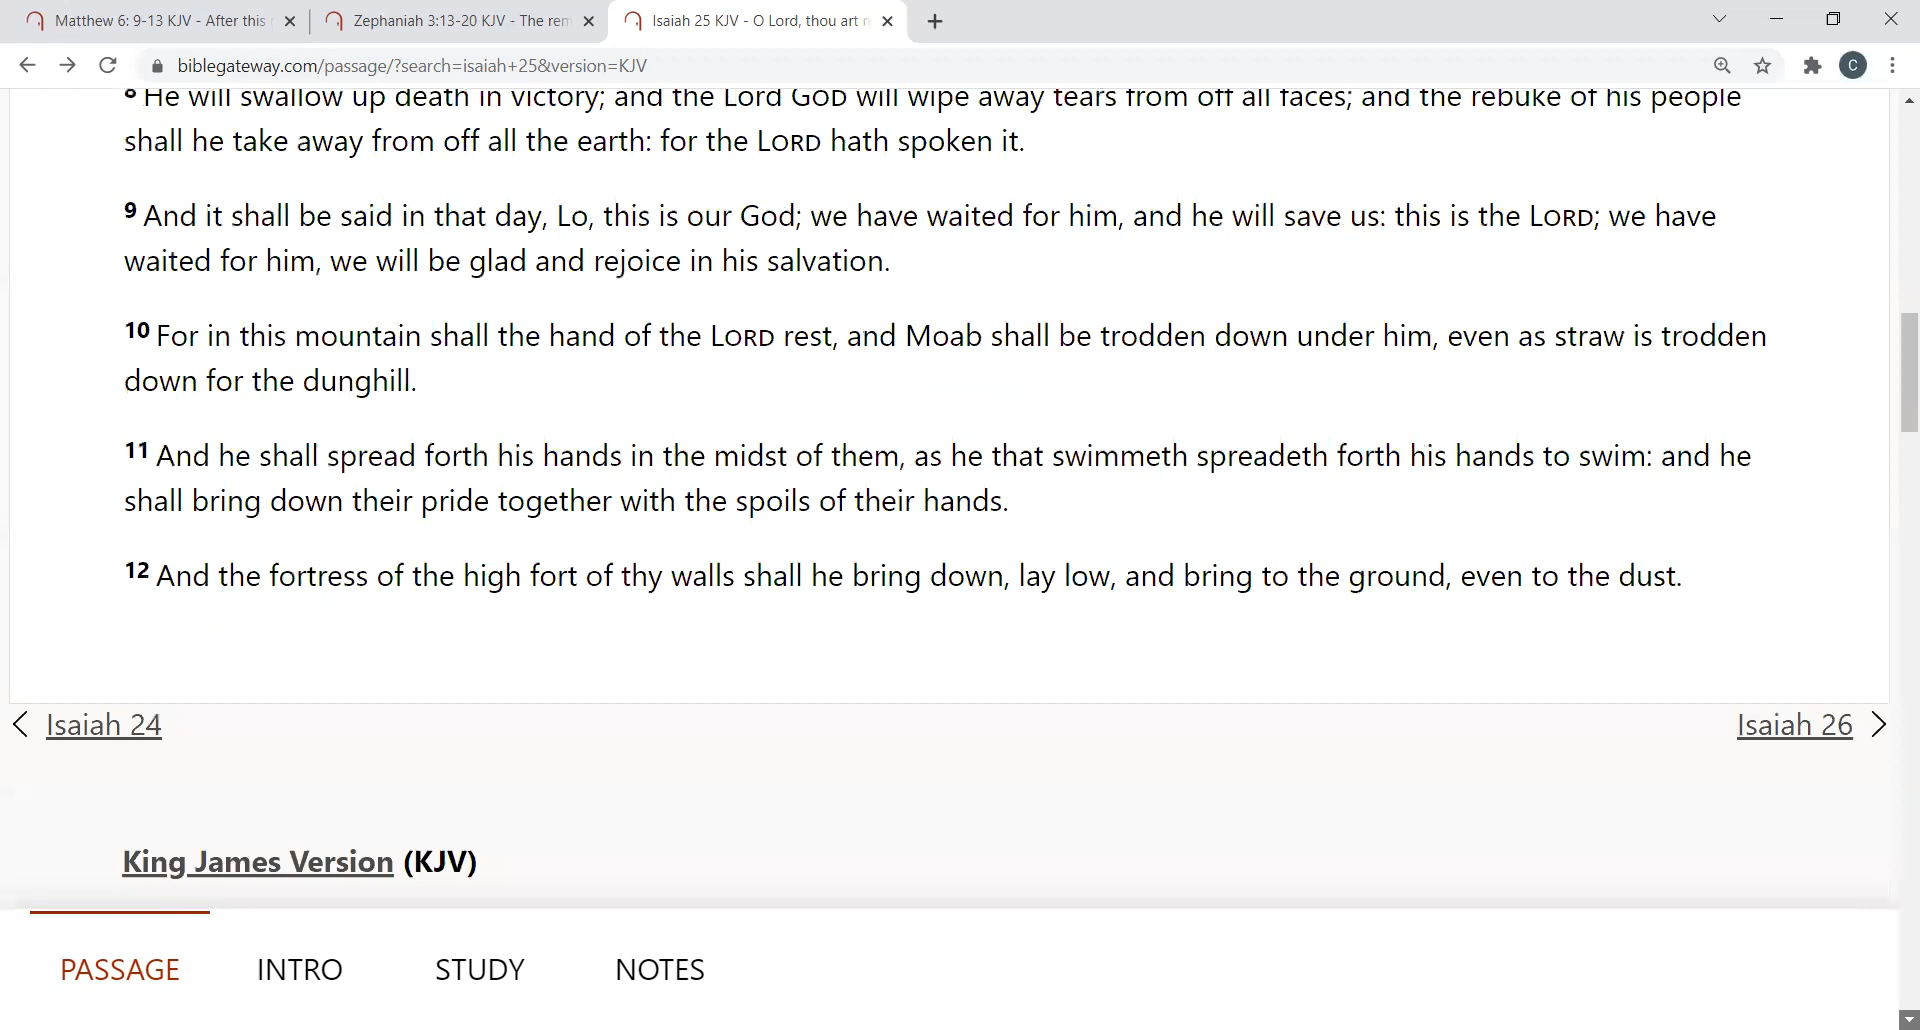 Matthew 6: 9-13 KJV - After this
Zephaniah 3:13-20 KJV - The rem
Isaiah 25 KJV - O Lord, thou art
biblegateway.com/passage/?search=isaiah+25&version=KJV
C
8 He will swallow up death in victory; and the Lord GOD will wipe away tears from off all faces; and the rebuke of his people
shall he take away from off all the earth: for the LORD hath spoken it.
9 And it shall be said in that day, Lo, this is our God; we have waited for him, and he will save us: this is the LORD; we have
waited for him, we will be glad and rejoice in his salvation.
10 For in this mountain shall the hand of the LORD rest, and Moab shall be trodden down under him, even as straw is trodden
down for the dunghill.
11 And he shall spread forth his hands in the midst of them, as he that swimmeth spreadeth forth his hands to swim: and he
shall bring down their pride together with the spoils of their hands.
12 And the fortress of the high fort of thy walls shall he bring down, lay low, and bring to the ground, even to the dust.
Isaiah 24
Isaiah 26
King James Version (KJV)
PASSAGE INTRO STUDY NOTES